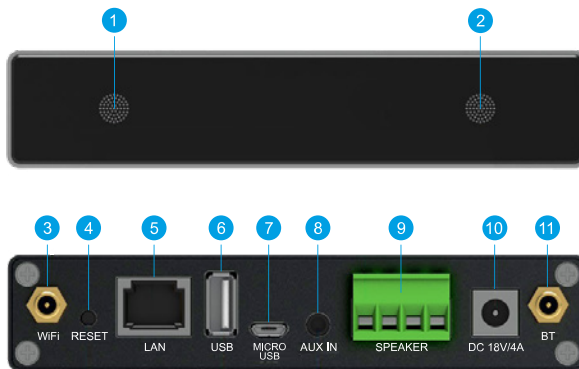 1
2
3
4
5
6
7
8
9
10
11
WiFi
RESET
LAN
USB
MICRO
USB
AUX IN
SPEAKER
DC 18V/4A
BT